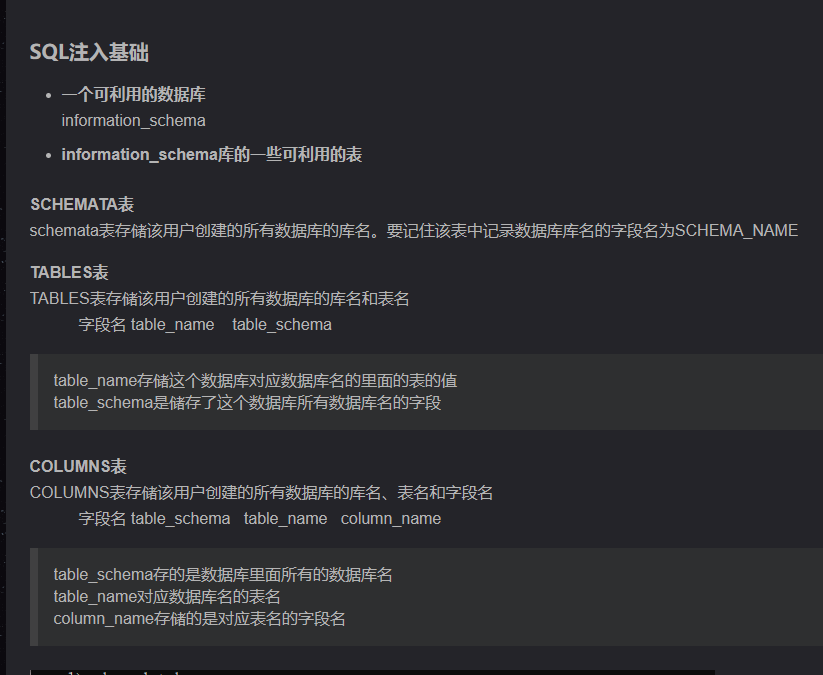 SQL注入基础
一个可利用的数据库
information_schema
information_schema库的一些可利用的表
SCHEMATA表
schemata表存储该用户创建的所有数据库的库名。要记住该表中记录数据库库名的字段名为SCHEMA_NAME
TABLES表
TABLES表存储该用户创建的所有数据库的库名和表名
字段名 table_name table_schema
table_name存储这个数据库对应数据库名的里面的表的值
table_schema是储存了这个数据库所有数据库名的字段
COLUMNS表
COLUMNS表存储该用户创建的所有数据库的库名、表名和字段名
字段名 table_schema table_name column_name
table_schema存的是数据库里面所有的数据库名
table_name对应数据库名的表名
column_name存储的是对应表名的字段名